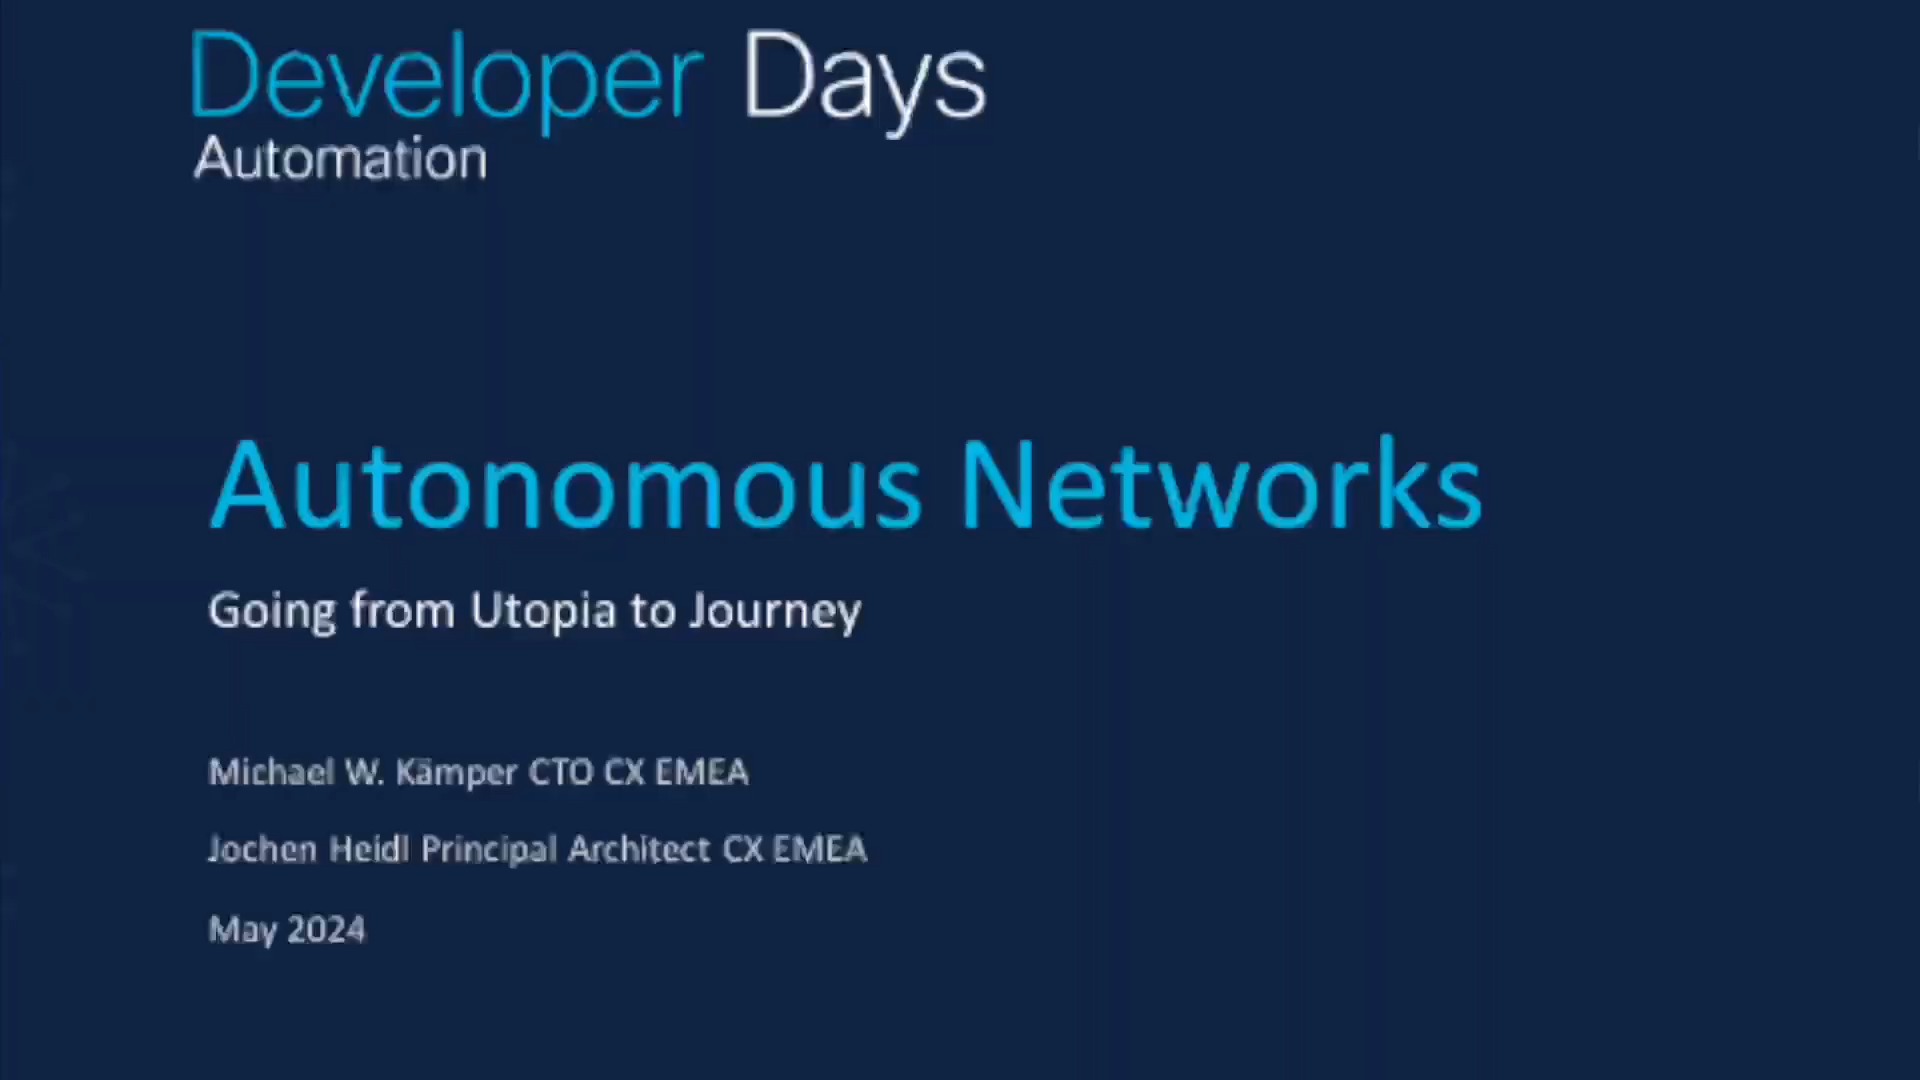 Developer Days
Automation
Autonomous Networks
Going from Utopia to Journey
Michael W. Kämper CTO CX EMEA
Jochen Heidl Principal Architect CX EMEA
May 2024